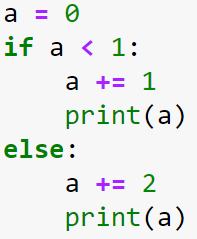 a = 0
if a < 1:
    a += 1
    print(a)
else:
    a += 2
    print(a)